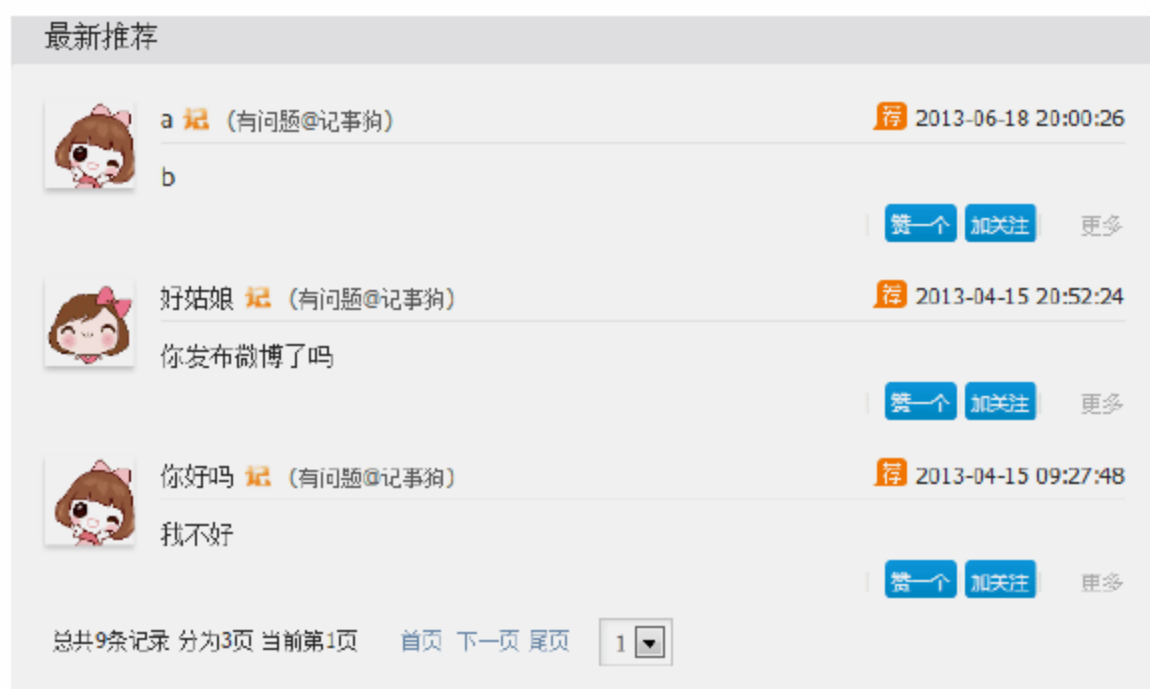 最新推荐
a 记 (有问题@记事狗) 荐 2013-06-18 20:00:26
b
赞一个 加关注 更多
好姑娘 记 (有问题@记事狗) 荐 2013-04-15 20:52:24
你发布微博了吗
赞一个 加关注 更多
你好吗 记 (有问题@记事狗) 荐 2013-04-15 09:27:48
我不好
赞一个 加关注 更多
总共9条记录 分为3页 当前第1页 首页 下一页 尾页 1